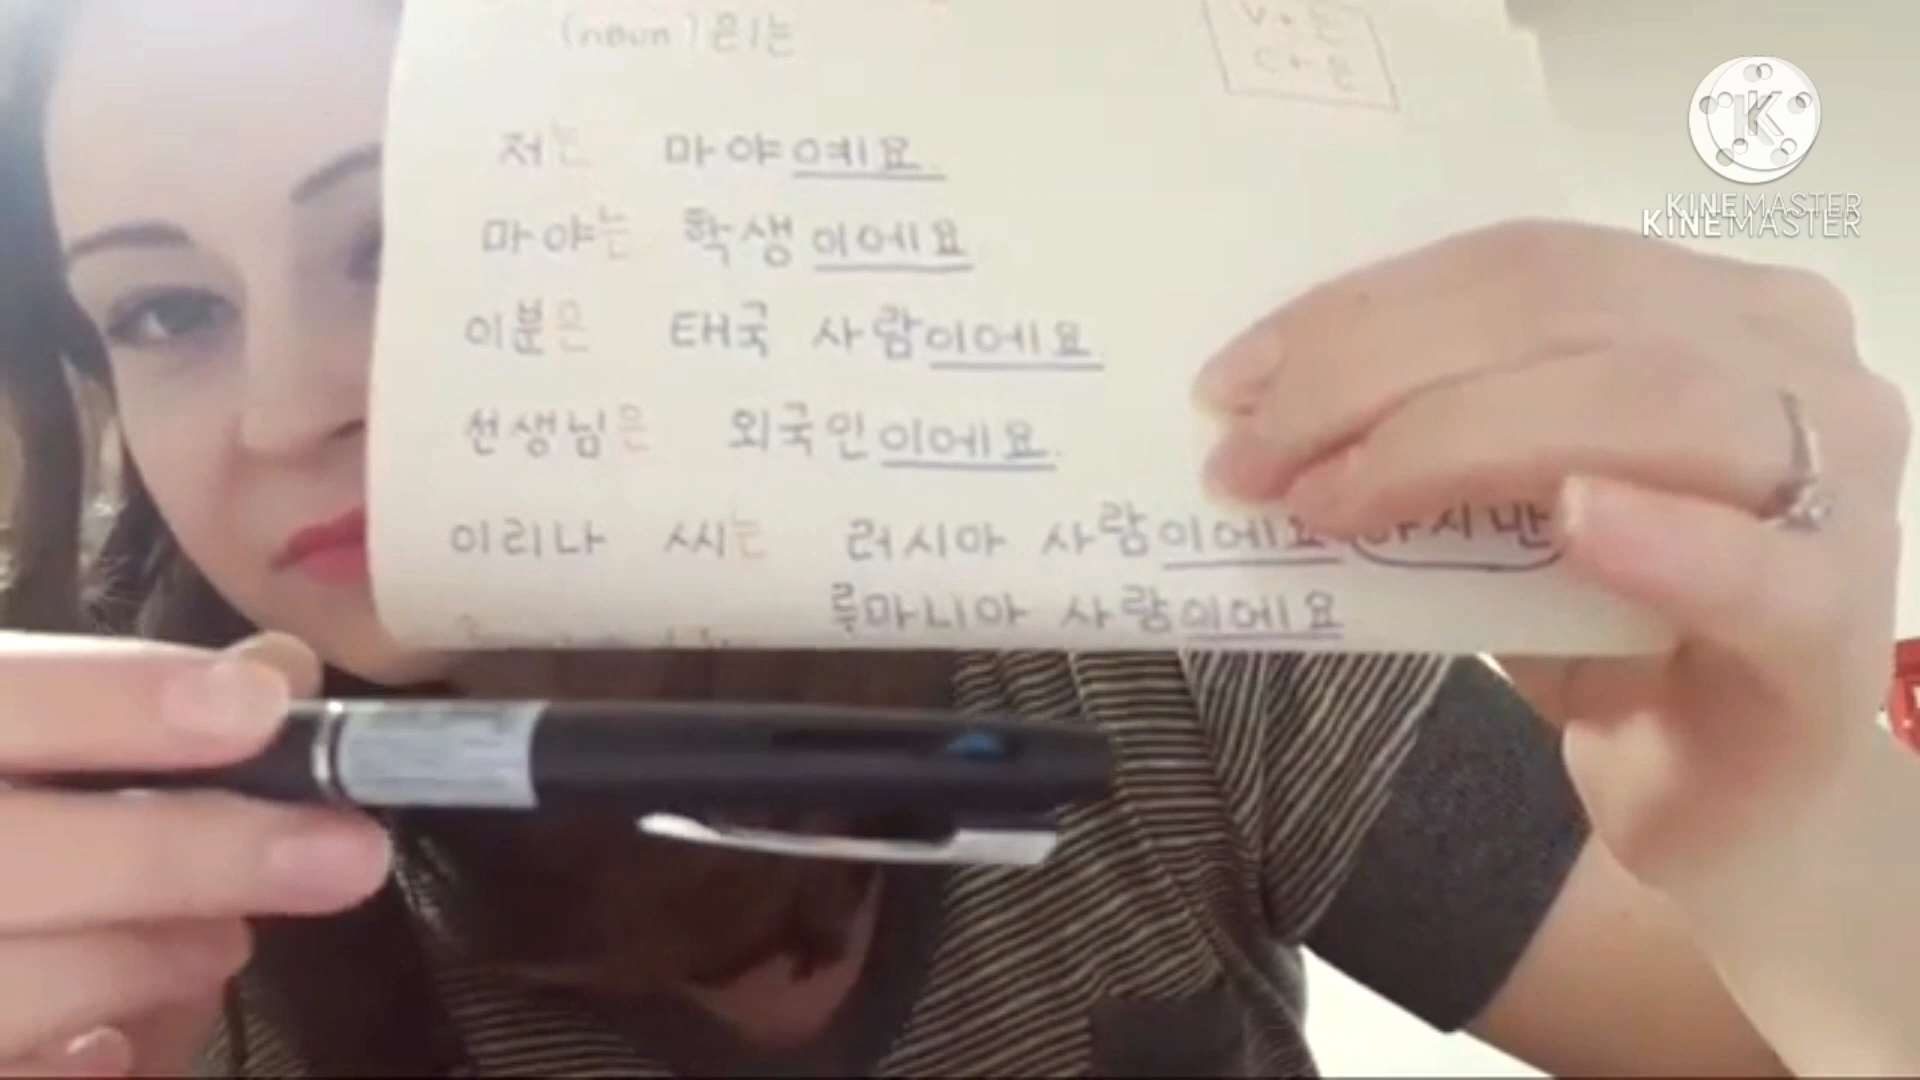 (noun) 은/는
V + 는
C + 은
저는 마야예요.
마야는 학생이에요
이분은 태국 사람이에요.
선생님은 외국인이에요.
이리나 씨는 러시아 사람이에요 하지만
루마니아 사람이에요
KINEMASTER
KINEMASTER